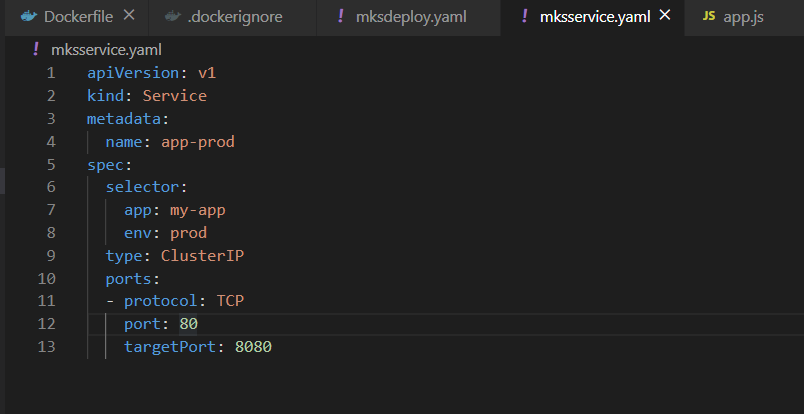 Dockerfile × .dockerignore ! mksdeploy.yaml ! mksservice.yaml × JS app.js
! mksservice.yaml
1 apiVersion: v1
2 kind: Service
3 metadata:
4   name: app-prod
5 spec:
6   selector:
7     app: my-app
8     env: prod
9   type: ClusterIP
10   ports:
11   - protocol: TCP
12     port: 80
13     targetPort: 8080